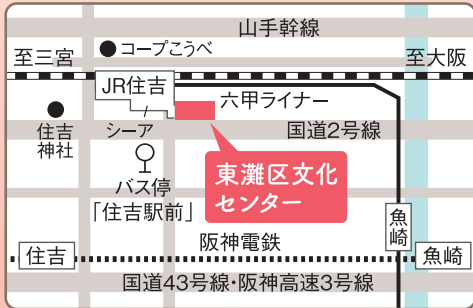 山手幹線
コープこうべ
至三宮
至大阪
JR住吉
六甲ライナー
住吉
神社
シーア
国道2号線
東灘区文化
センター
バス停
「住吉駅前」
魚崎
阪神電鉄
住吉
魚崎
国道43号線・阪神高速3号線